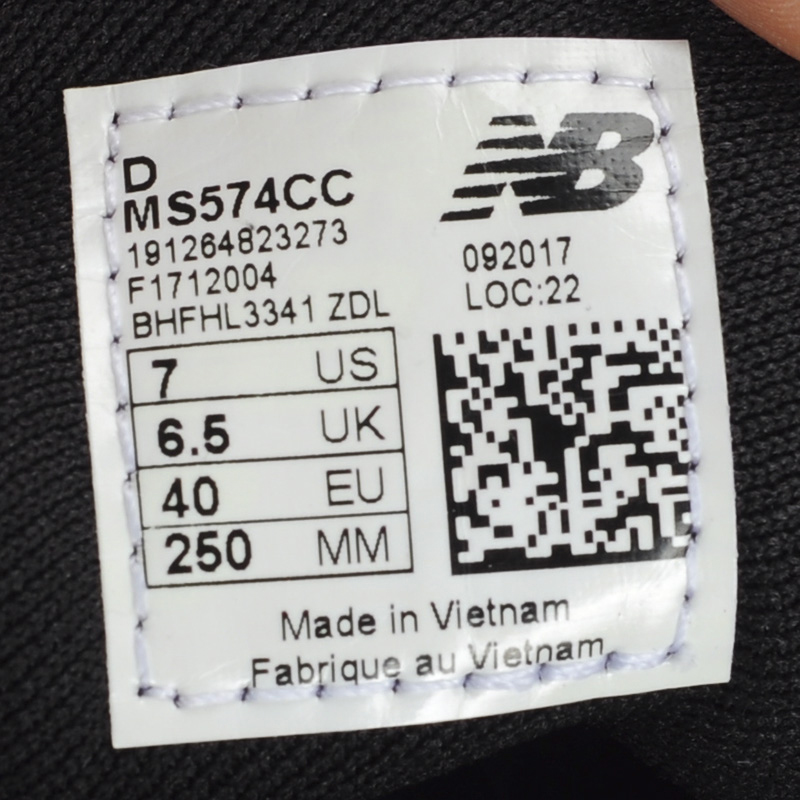 D
MS574CC
191264823273
F1712004
BHFHL3341 ZDL
NB
092017
LOC:22
7 US
6.5 UK
40 EU
250 MM
Made in Vietnam
Fabrique au Vietnam